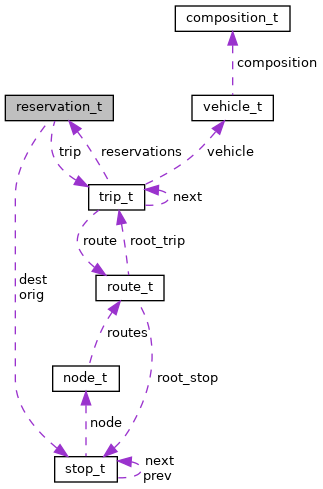 composition_t
composition
reservation_t
vehicle_t
trip
reservations
vehicle
trip_t
next
route
root_trip
dest
orig
route_t
routes
node_t
root_stop
node
stop_t
next
prev